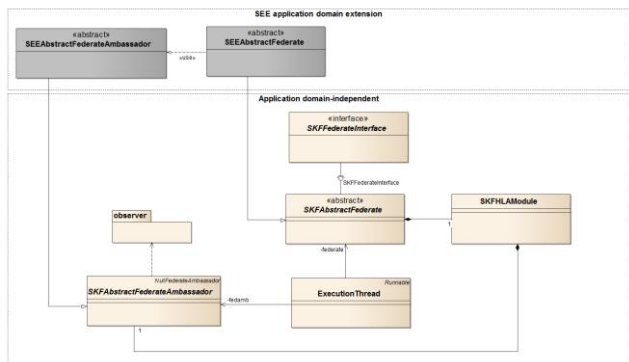 SEE application domain extension
«abstract»
SEEAbstractFederateAmbassador
«abstract»
SEEAbstractFederate
«use»
Application domain-independent
«interface»
SKFFederateInterface
SKFFederateInterface
«abstract»
SKFAbstractFederate
SKFHLAModule
1
observer
-federate
NullFederateAmbassador
SKFAbstractFederateAmbassador
-fedamb
Runnable
ExecutionThread
1